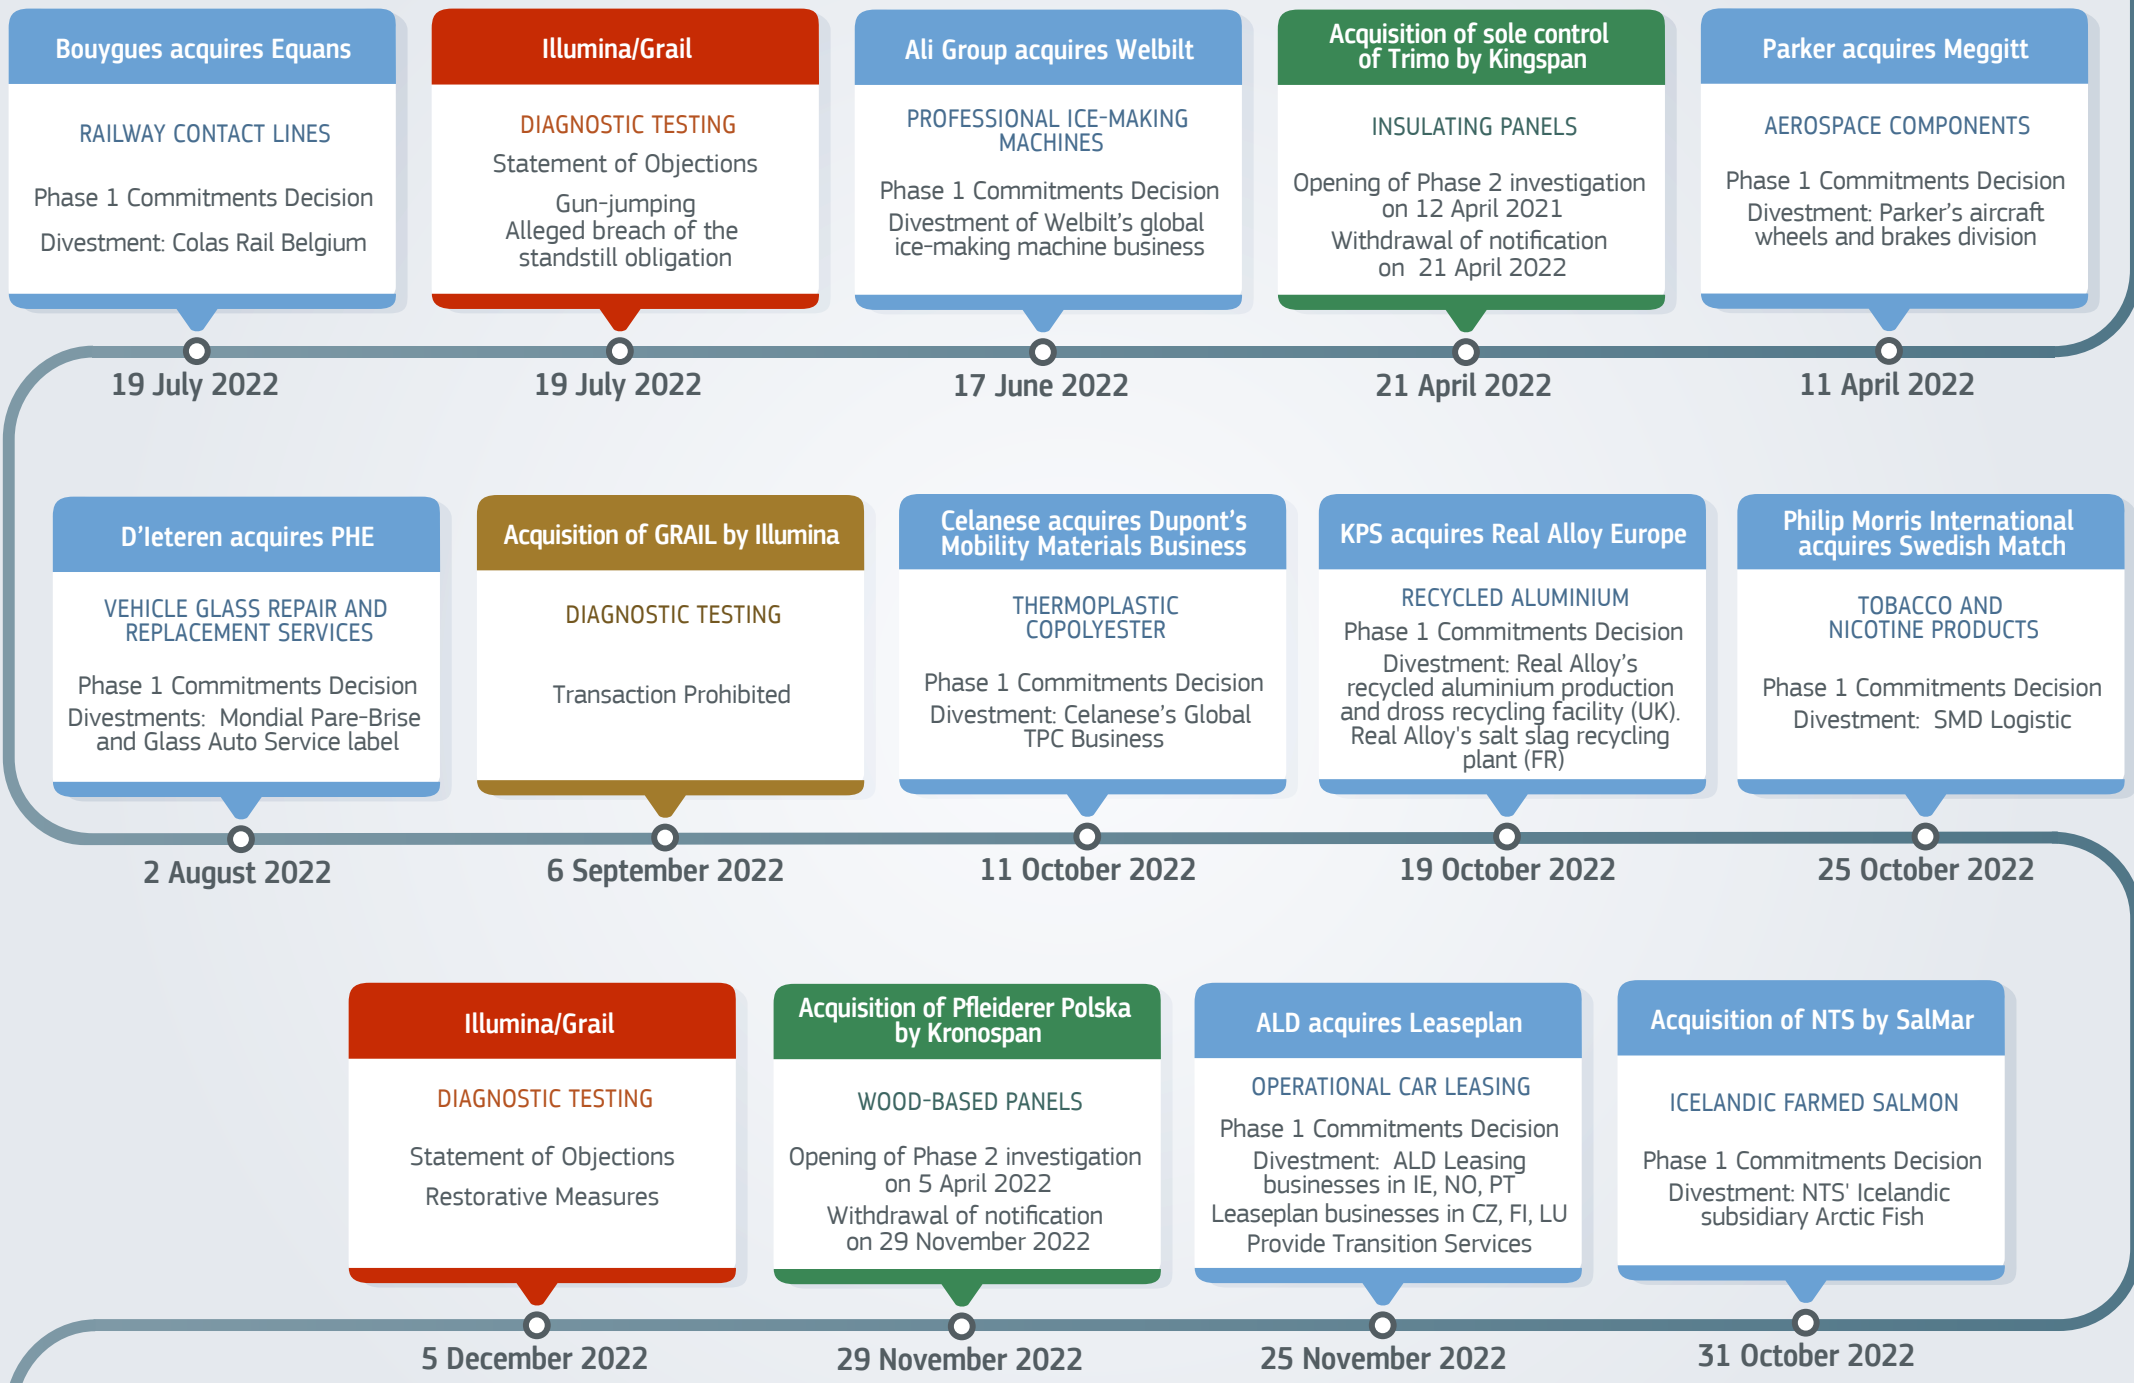 Bouygues acquires Equans
RAILWAY CONTACT LINES
Phase 1 Commitments Decision
Divestment: Colas Rail Belgium
19 July 2022
Illumina/Grail
DIAGNOSTIC TESTING
Statement of Objections
Gun-jumping
Alleged breach of the
standstill obligation
19 July 2022
Ali Group acquires Welbilt
PROFESSIONAL ICE-MAKING
MACHINES
Phase 1 Commitments Decision
Divestment of Welbilt's global
ice-making machine business
17 June 2022
Acquisition of sole control
of Trimo by Kingspan
INSULATING PANELS
Opening of Phase 2 investigation
on 12 April 2021
Withdrawal of notification
on 21 April 2022
21 April 2022
Parker acquires Meggitt
AEROSPACE COMPONENTS
Phase 1 Commitments Decision
Divestment: Parker's aircraft
wheels and brakes division
11 April 2022
D'Ieteren acquires PHE
VEHICLE GLASS REPAIR AND
REPLACEMENT SERVICES
Phase 1 Commitments Decision
Divestments: Mondial Pare-Brise
and Glass Auto Service label
2 August 2022
Acquisition of GRAIL by Illumina
DIAGNOSTIC TESTING
Transaction Prohibited
6 September 2022
Celanese acquires Dupont's
Mobility Materials Business
THERMOPLASTIC
COPOLYESTER
Phase 1 Commitments Decision
Divestment: Celanese's Global
TPC Business
11 October 2022
KPS acquires Real Alloy Europe
RECYCLED ALUMINIUM
Phase 1 Commitments Decision
Divestment: Real Alloy's
recycled aluminium production
and dross recycling facility (UK).
Real Alloy's salt slag recycling
plant (FR)
19 October 2022
Philip Morris International
acquires Swedish Match
TOBACCO AND
NICOTINE PRODUCTS
Phase 1 Commitments Decision
Divestment: SMD Logistic
25 October 2022
Illumina/Grail
DIAGNOSTIC TESTING
Statement of Objections
Restorative Measures
5 December 2022
Acquisition of Pfleiderer Polska
by Kronospan
WOOD-BASED PANELS
Opening of Phase 2 investigation
on 5 April 2022
Withdrawal of notification
on 29 November 2022
29 November 2022
ALD acquires Leaseplan
OPERATIONAL CAR LEASING
Phase 1 Commitments Decision
Divestment: ALD Leasing
businesses in IE, NO, PT
Leaseplan businesses in CZ, FI, LU
Provide Transition Services
25 November 2022
Acquisition of NTS by SalMar
ICELANDIC FARMED SALMON
Phase 1 Commitments Decision
Divestment: NTS' Icelandic
subsidiary Arctic Fish
31 October 2022